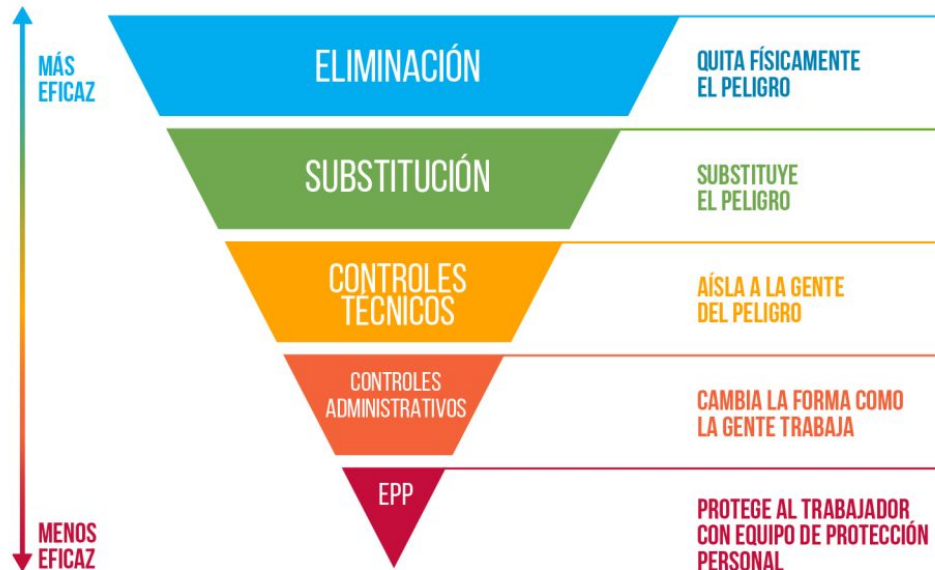 MÁS
EFICAZ
ELIMINACIÓN
QUITA FÍSICAMENTE
EL PELIGRO
SUBSTITUCIÓN
SUBSTITUYE
EL PELIGRO
CONTROLES
TÉCNICOS
AÍSLA A LA GENTE
DEL PELIGRO
CONTROLES
ADMINISTRATIVOS
CAMBIA LA FORMA COMO
LA GENTE TRABAJA
EPP
PROTEGE AL TRABAJADOR
CON EQUIPO DE PROTECCIÓN
PERSONAL
MENOS
EFICAZ